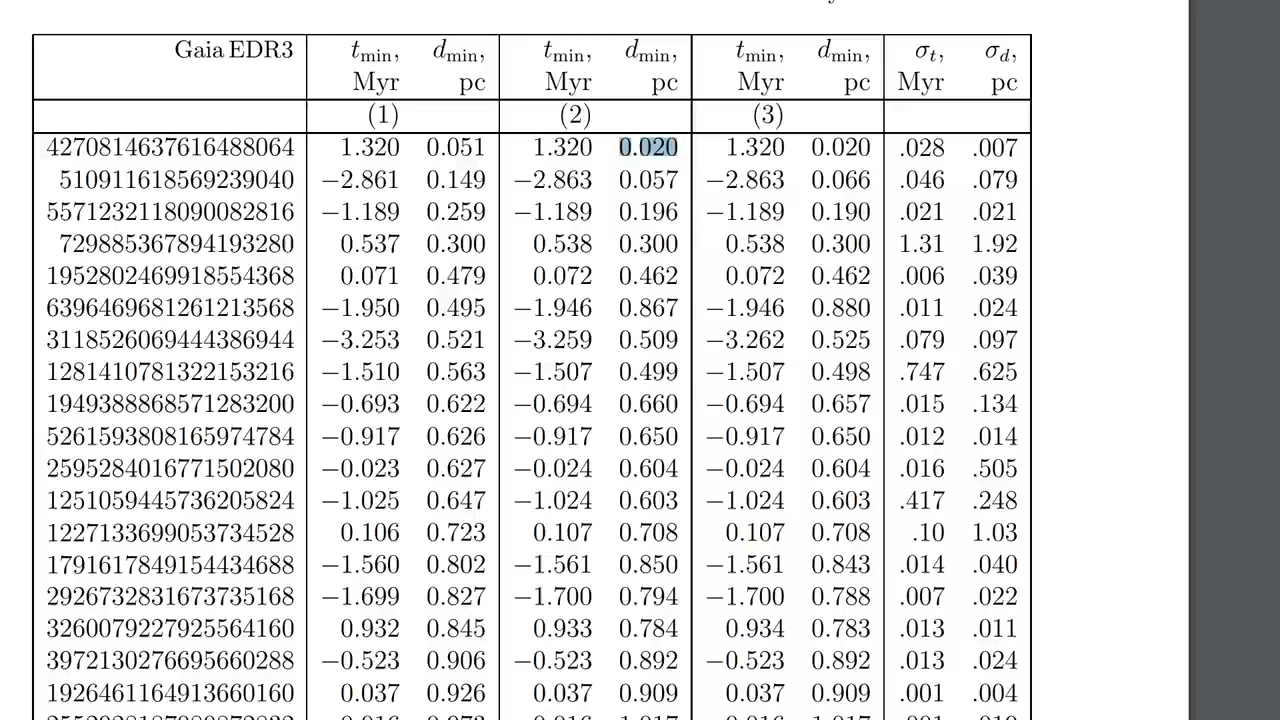 Gaia EDR3 tmin, dmin, tmin, dmin, tmin, dmin, σt, σd,
Myr pc Myr pc Myr pc Myr pc
(1) (2) (3)
4270814637616488064 1.320 0.051 1.320 0.020 1.320 0.020 .028 .007
510911618569239040 −2.861 0.149 −2.863 0.057 −2.863 0.066 .046 .079
5571232118090082816 −1.189 0.259 −1.189 0.196 −1.189 0.190 .021 .021
729885367894193280 0.537 0.300 0.538 0.300 0.538 0.300 1.31 1.92
1952802469918554368 0.071 0.479 0.072 0.462 0.072 0.462 .006 .039
6396469681261213568 −1.950 0.495 −1.946 0.867 −1.946 0.880 .011 .024
3118526069444386944 −3.253 0.521 −3.259 0.509 −3.262 0.525 .079 .097
1281410781322153216 −1.510 0.563 −1.507 0.499 −1.507 0.498 .747 .625
1949388868571283200 −0.693 0.622 −0.694 0.660 −0.694 0.657 .015 .134
5261593808165974784 −0.917 0.626 −0.917 0.650 −0.917 0.650 .012 .014
2595284016771502080 −0.023 0.627 −0.024 0.604 −0.024 0.604 .016 .505
1251059445736205824 −1.025 0.647 −1.024 0.603 −1.024 0.603 .417 .248
1227133699053734528 0.106 0.723 0.107 0.708 0.107 0.708 .10 1.03
1791617849154434688 −1.560 0.802 −1.561 0.850 −1.561 0.843 .014 .040
2926732831673735168 −1.699 0.827 −1.700 0.794 −1.700 0.788 .007 .022
3260079227925564160 0.932 0.845 0.933 0.784 0.934 0.783 .013 .011
3972130276695660288 −0.523 0.906 −0.523 0.892 −0.523 0.892 .013 .024
1926461164913660160 0.037 0.926 0.037 0.909 0.037 0.909 .001 .004